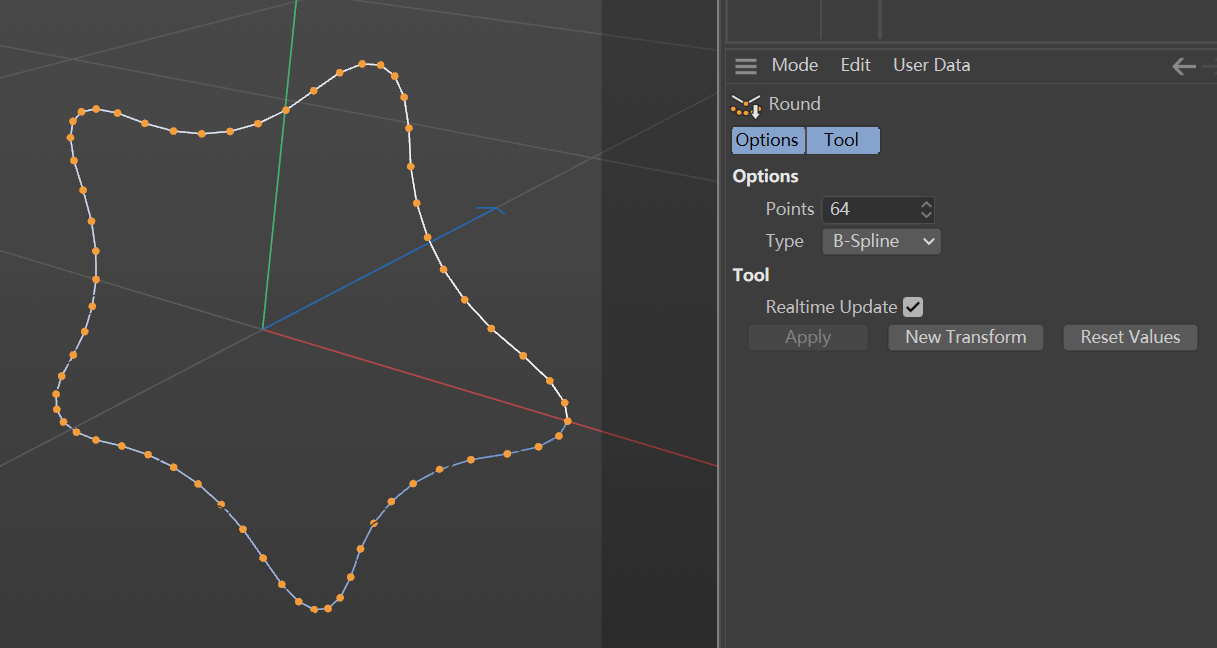 Mode Edit User Data
Round
Options Tool
Options
Points 64
Type B-Spline
Tool
Realtime Update
Apply New Transform Reset Values